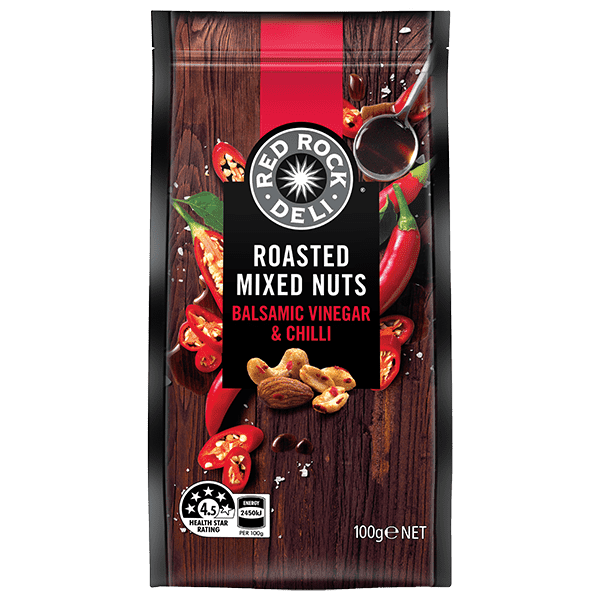 RED ROCK
DELI
®
ROASTED
MIXED NUTS
BALSAMIC VINEGAR
& CHILLI
4.5
HEALTH STAR
RATING
ENERGY
2450kJ
PER 100g
100g℮ NET